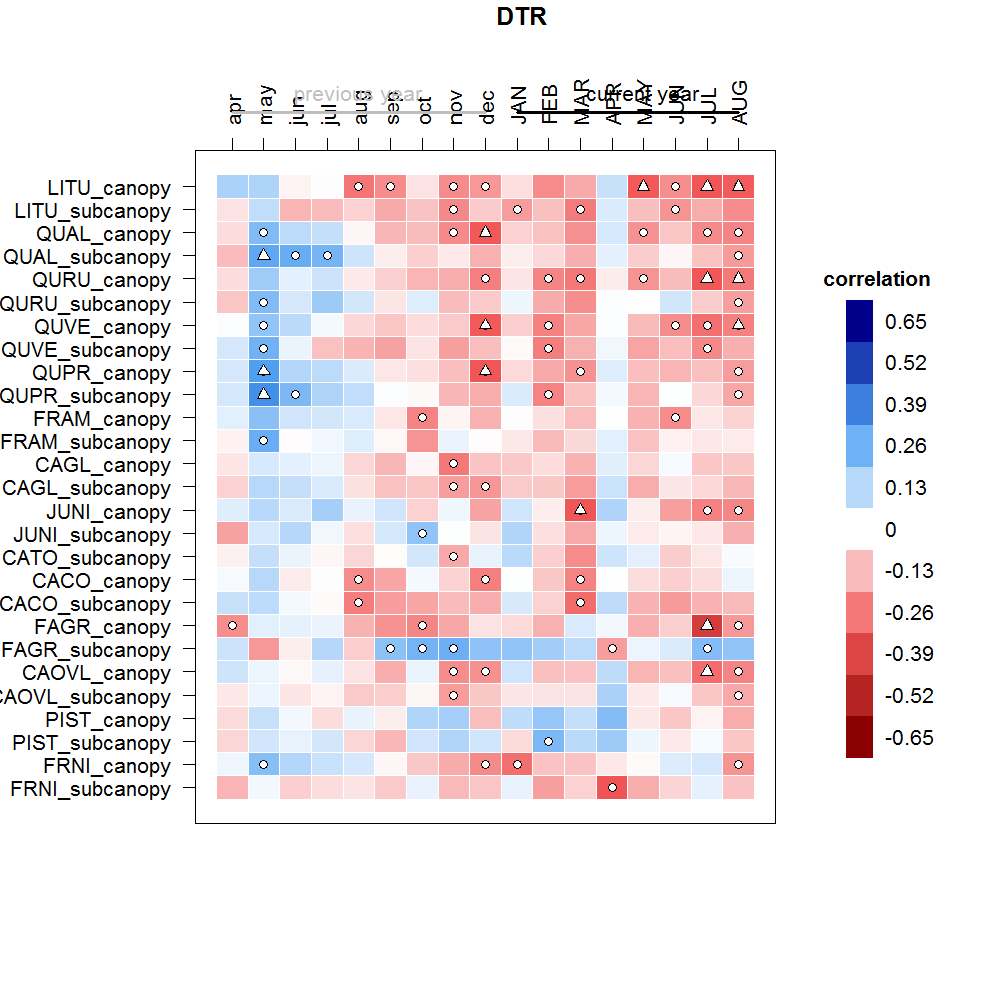 DTR
previous year current year
apr may jun jul aug sep oct nov dec JAN FEB MAR APR MAY JUN JUL AUG
LITU_canopy
LITU_subcanopy
QUAL_canopy
QUAL_subcanopy
QURU_canopy
QURU_subcanopy
QUVE_canopy
QUVE_subcanopy
QUPR_canopy
QUPR_subcanopy
FRAM_canopy
FRAM_subcanopy
CAGL_canopy
CAGL_subcanopy
JUNI_canopy
JUNI_subcanopy
CATO_subcanopy
CACO_canopy
CACO_subcanopy
FAGR_canopy
FAGR_subcanopy
CAOVL_canopy
CAOVL_subcanopy
PIST_canopy
PIST_subcanopy
FRNI_canopy
FRNI_subcanopy
correlation
0.65
0.52
0.39
0.26
0.13
0
-0.13
-0.26
-0.39
-0.52
-0.65